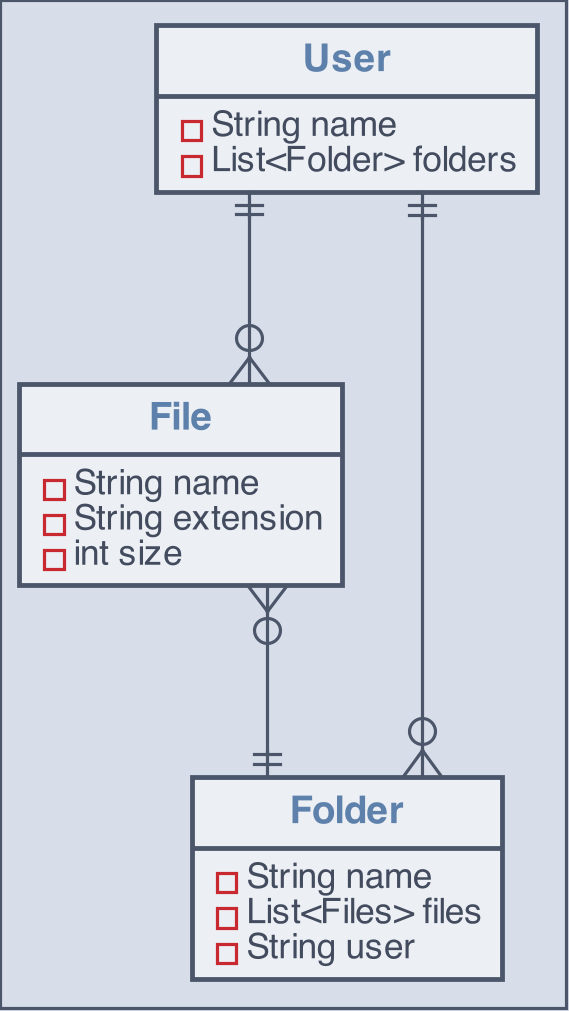 User
String name
List<Folder> folders
File
String name
String extension
int size
Folder
String name
List<Files> files
String user